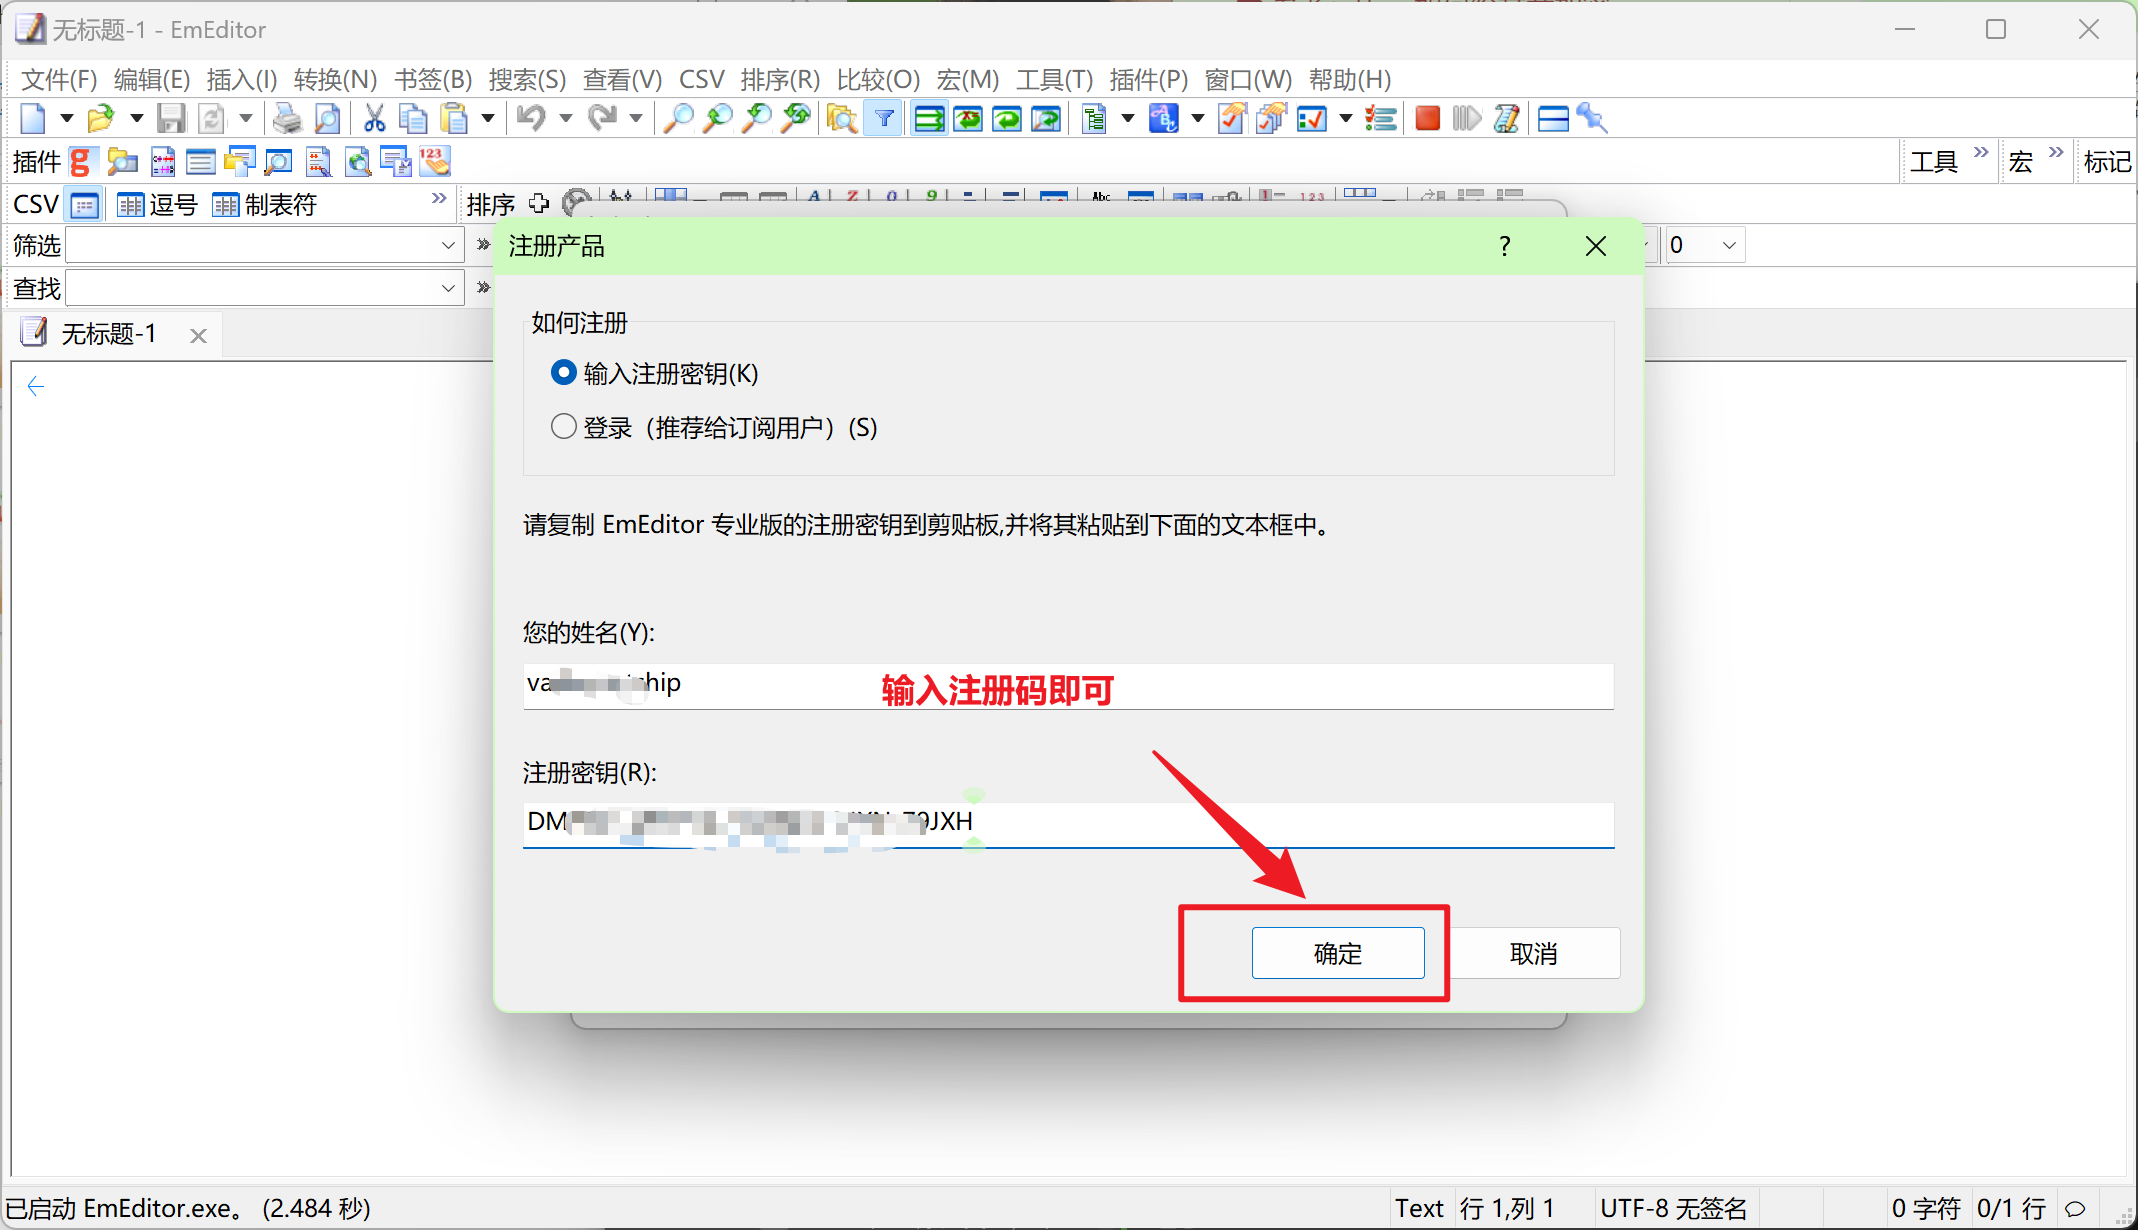 无标题-1 - EmEditor
文件(F) 编辑(E) 插入(I) 转换(N) 书签(B) 搜索(S) 查看(V) CSV 排序(R) 比较(O) 宏(M) 工具(T) 插件(P) 窗口(W) 帮助(H)
插件
工具 » 宏 » 标记
CSV 逗号 制表符 » 排序
筛选 » 注册产品 ? 0
查找 »
如何注册
无标题-1
输入注册密钥(K)
登录（推荐给订阅用户）(S)
请复制 EmEditor 专业版的注册密钥到剪贴板,并将其粘贴到下面的文本框中。
您的姓名(Y):
输入注册码即可
注册密钥(R):
确定 取消
已启动 EmEditor.exe。 (2.484 秒) Text 行 1,列 1 UTF-8 无签名 0 字符 0/1 行